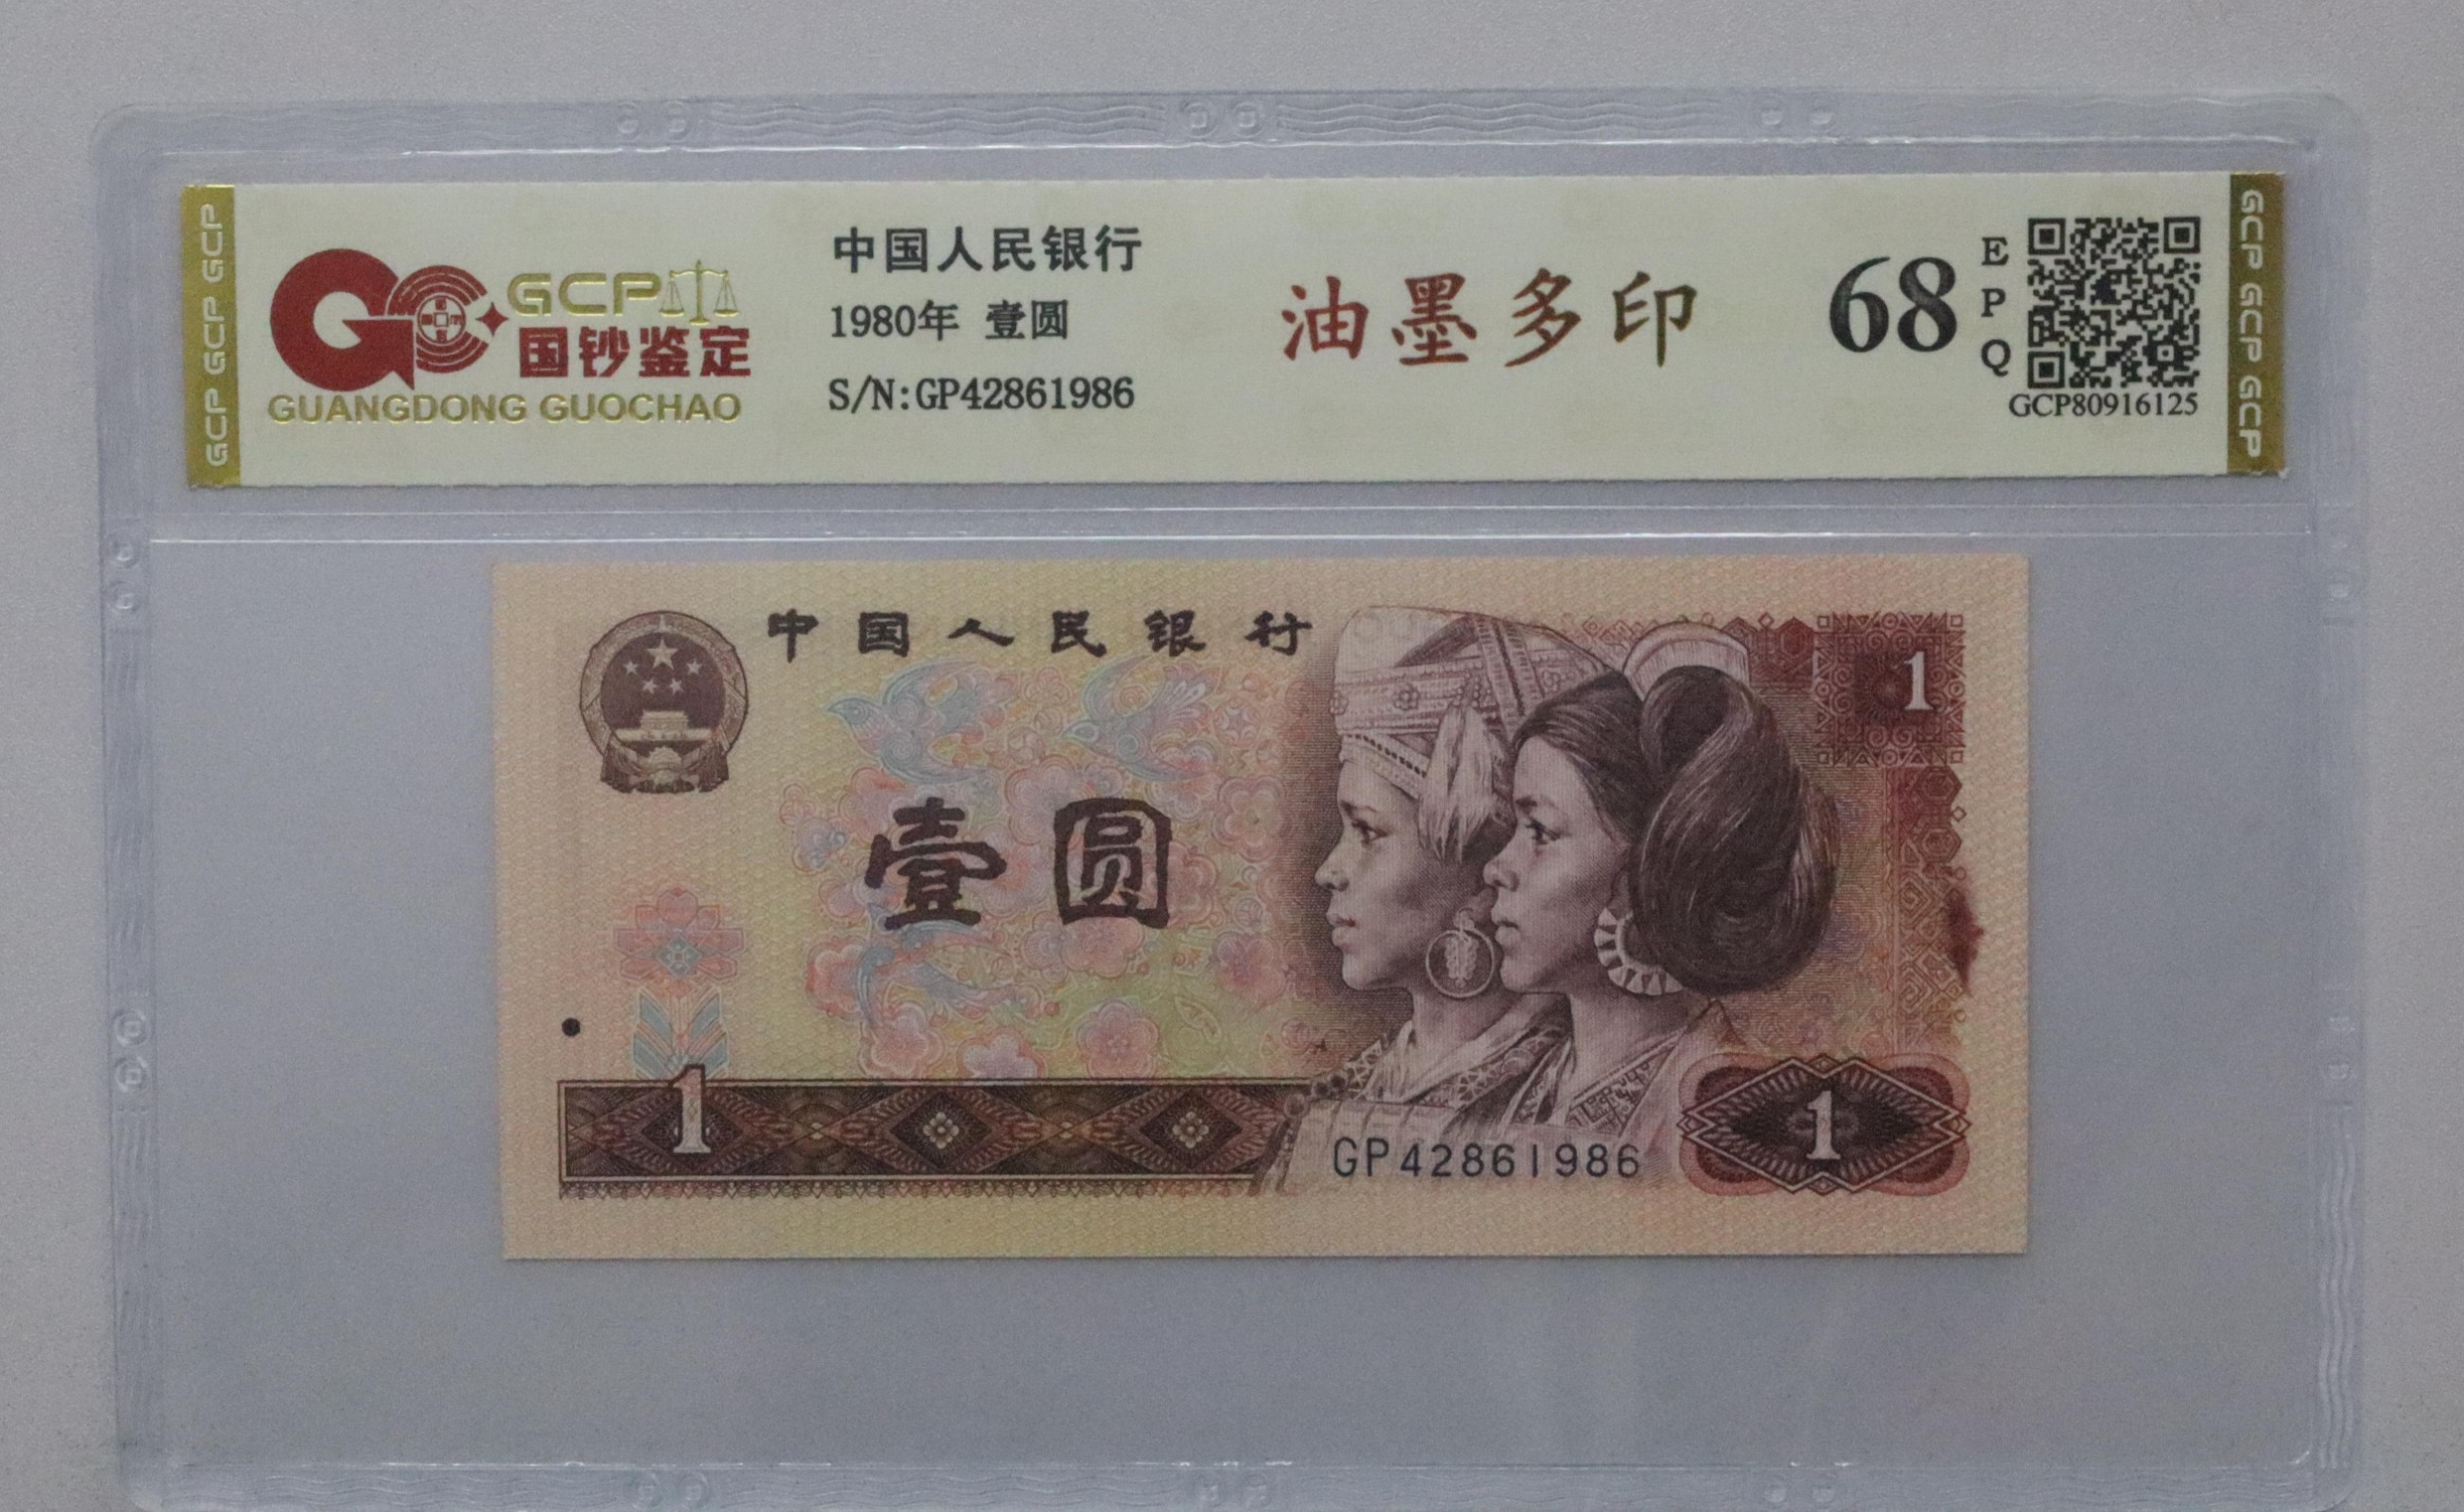 GCP GCP GCP
GCP
国钞鉴定
GUANGDONG GUOCHAO
中国人民银行
1980年 壹圆
S/N:GP42861986
油墨多印
68
E
P
Q
GCP80916125
GCP GCP GCP
中国人民银行
1
壹圆
1
GP42861986
1